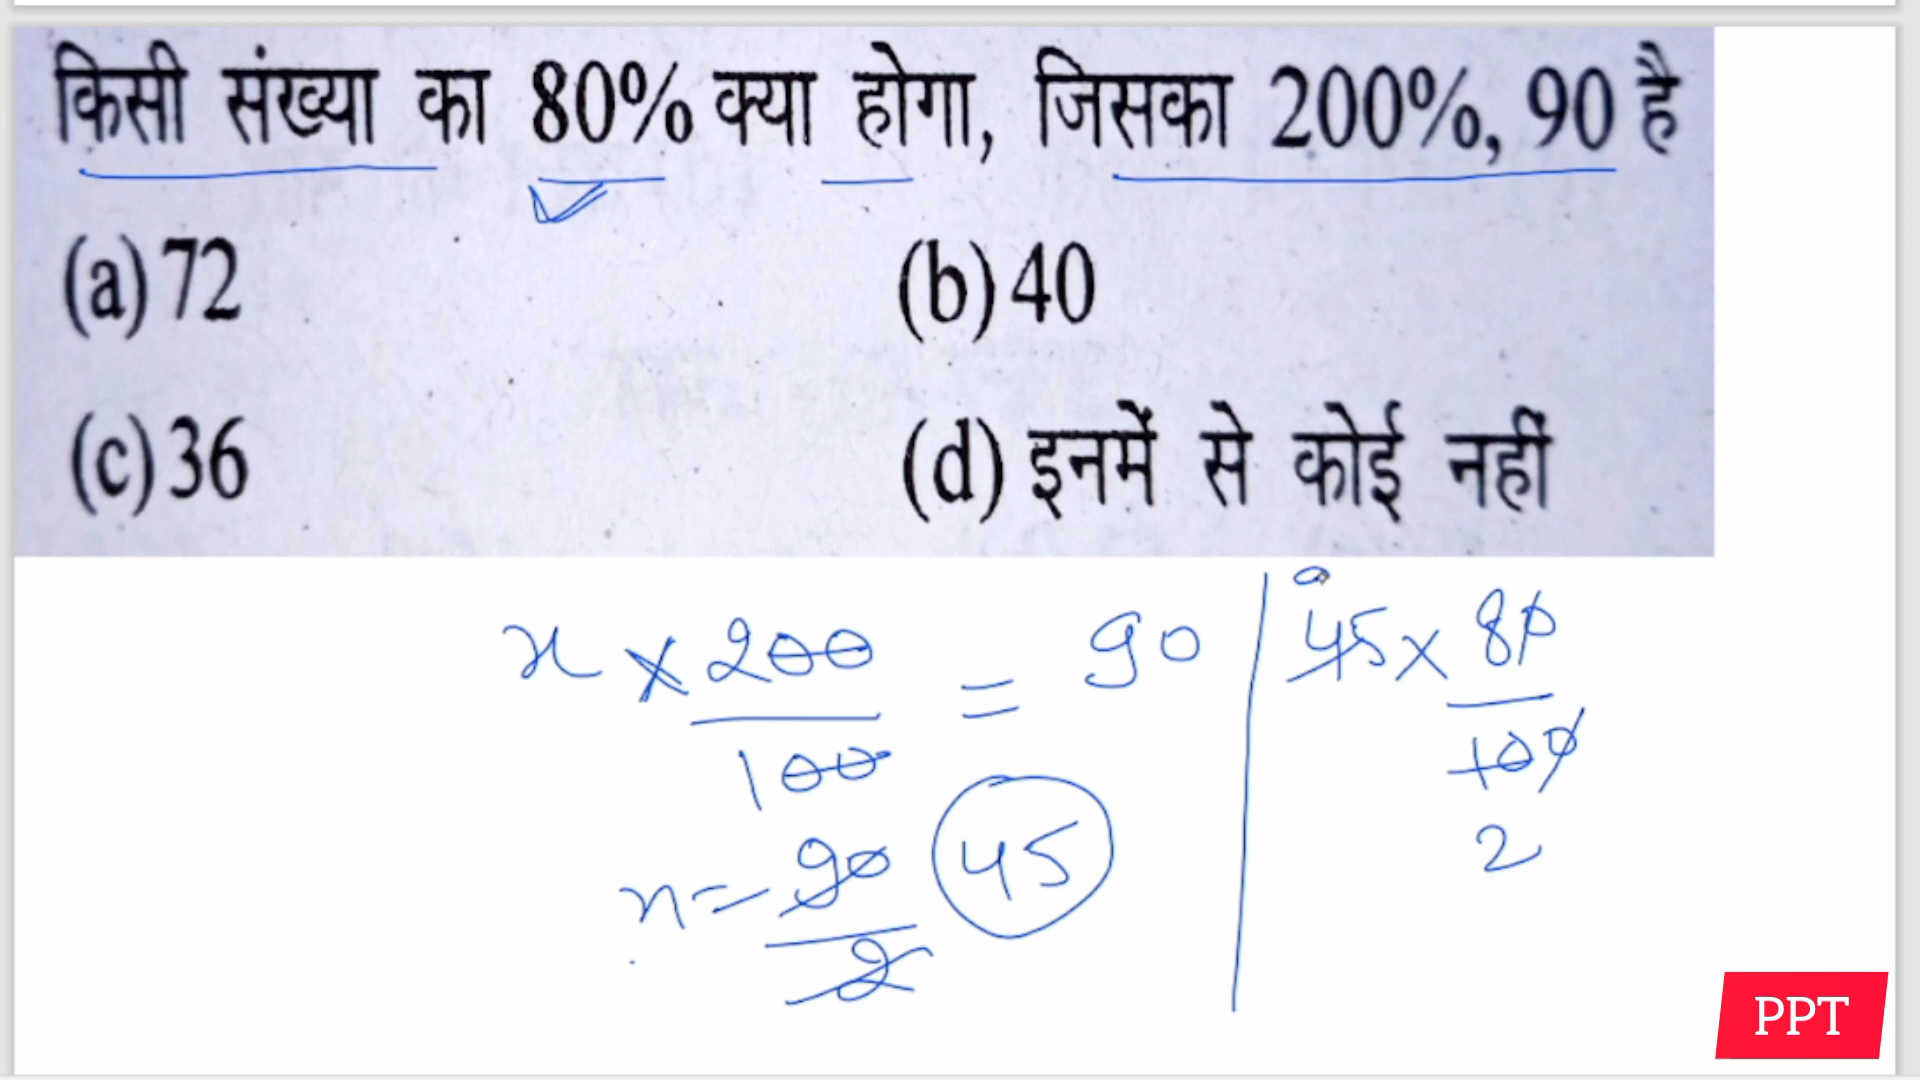 किसी संख्या का 80% क्या होगा, जिसका 200%, 90 है
(a) 72 (b) 40
(c) 36 (d) इनमें से कोई नहीं
x × 200 = 90 | 45 × 80
100 100
x = 90 45 2
2
PPT